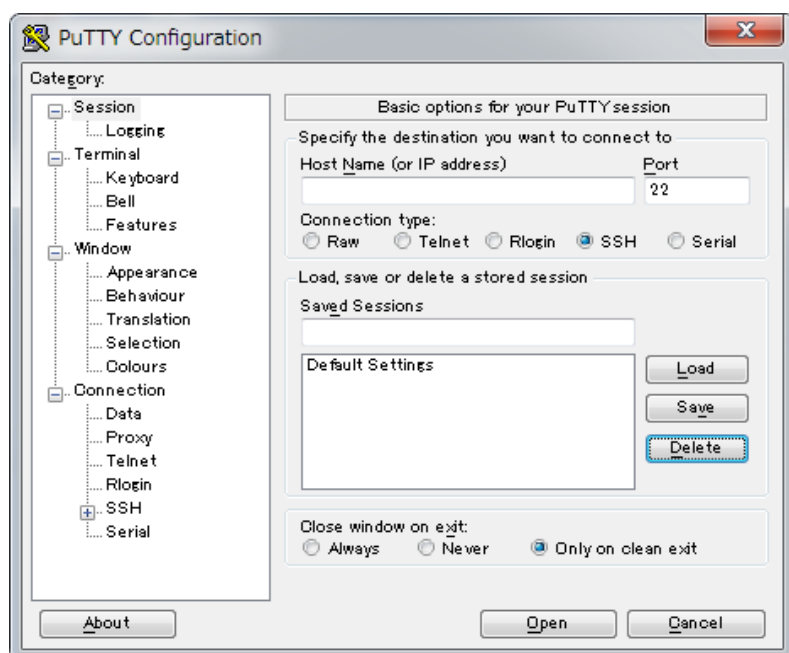 PuTTY Configuration
Category:
Session
Logging
Terminal
Keyboard
Bell
Features
Window
Appearance
Behaviour
Translation
Selection
Colours
Connection
Data
Proxy
Telnet
Rlogin
SSH
Serial
Basic options for your PuTTY session
Specify the destination you want to connect to
Host Name (or IP address) Port
22
Connection type:
Raw Telnet Rlogin SSH Serial
Load, save or delete a stored session
Saved Sessions
Default Settings
Load
Save
Delete
Close window on exit:
Always Never Only on clean exit
About Open Cancel